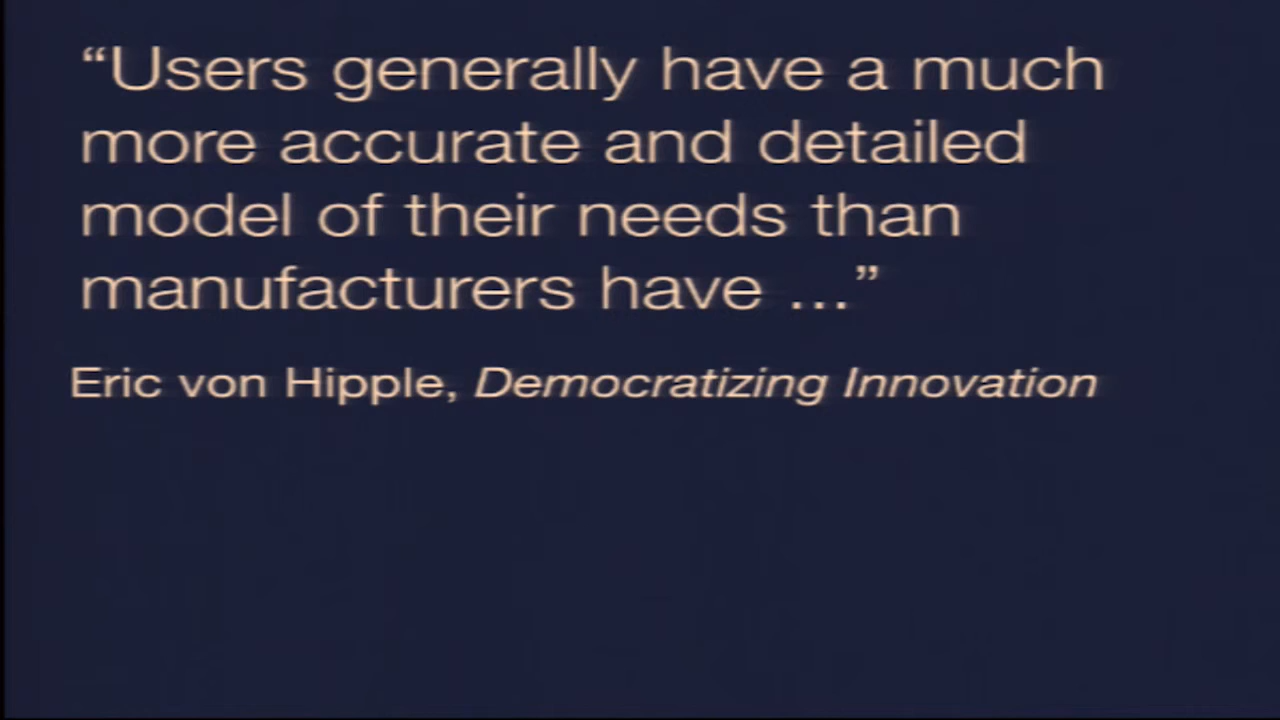 “Users generally have a much
more accurate and detailed
model of their needs than
manufacturers have ...”
Eric von Hipple, Democratizing Innovation